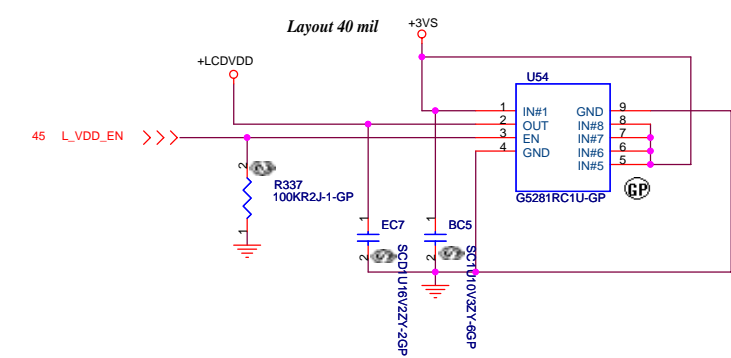 Layout 40 mil
+3VS
+LCDVDD
U54
1 IN#1 GND 9
2 OUT IN#8 8
3 EN IN#7 7
4 GND IN#6 6
IN#5 5
45 L_VDD_EN
G5281RC1U-GP
GP
2
R337
100KR2J-1-GP
1
1
EC7
2
SCD1U16V2ZY-2GP
1
BC5
2
SC1U10V3ZY-6GP